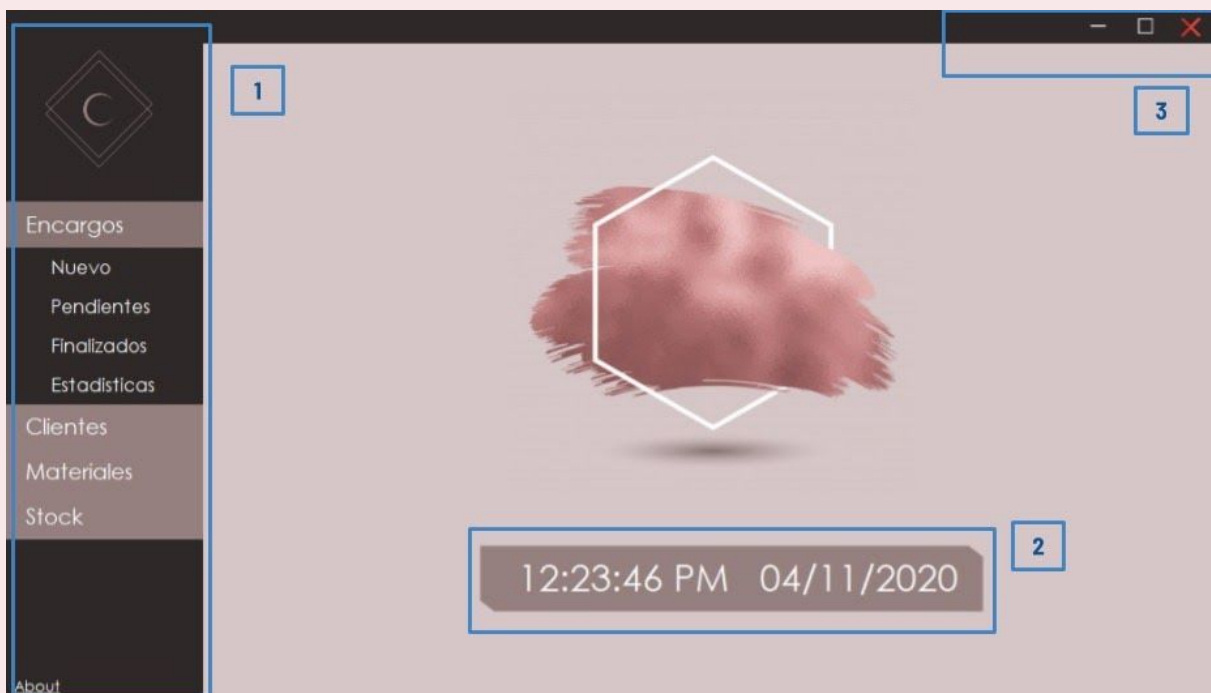 C
1
3
Encargos
Nuevo
Pendientes
Finalizados
Estadisticas
Clientes
Materiales
Stock
2
12:23:46 PM 04/11/2020
About